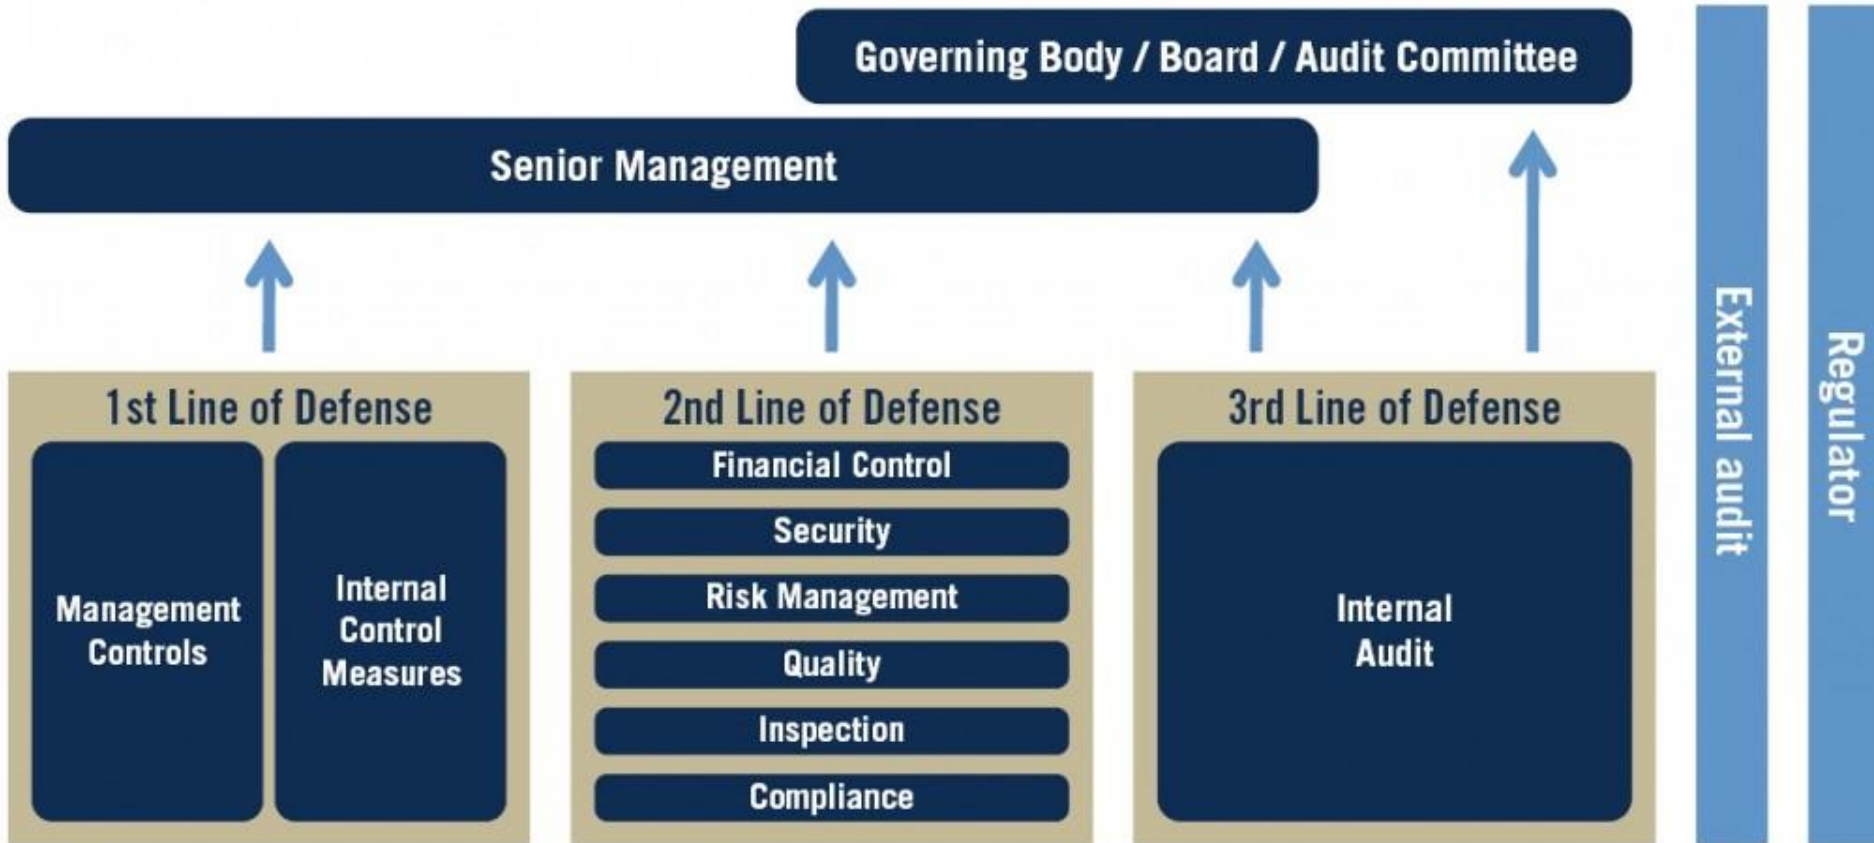 Governing Body / Board / Audit Committee
Senior Management
1st Line of Defense
Management
Controls
Internal
Control
Measures
2nd Line of Defense
Financial Control
Security
Risk Management
Quality
Inspection
Compliance
3rd Line of Defense
Internal
Audit
External audit
Regulator